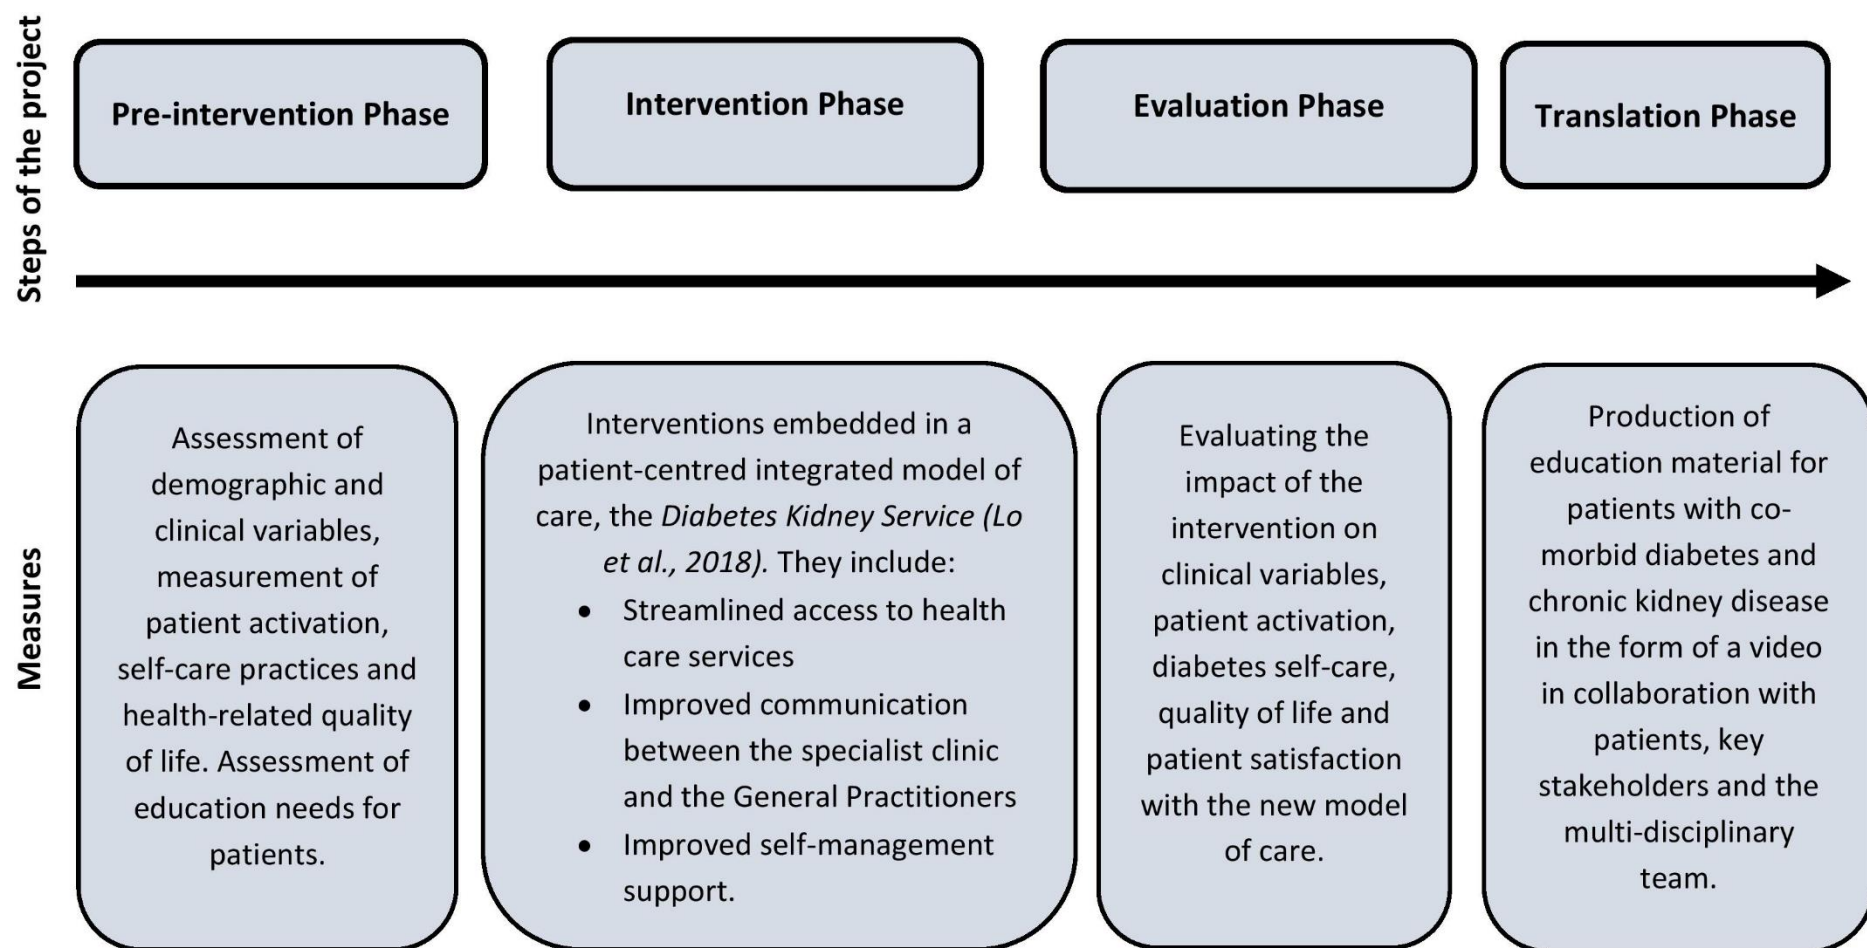 Steps of the project
Pre-intervention Phase
Intervention Phase
Evaluation Phase
Translation Phase
Measures
Assessment of
demographic and
clinical variables,
measurement of
patient activation,
self-care practices and
health-related quality
of life. Assessment of
education needs for
patients.
Interventions embedded in a
patient-centred integrated model of
care, the Diabetes Kidney Service (Lo
et al., 2018). They include:
• Streamlined access to health
care services
• Improved communication
between the specialist clinic
and the General Practitioners
• Improved self-management
support.
Evaluating the
impact of the
intervention on
clinical variables,
patient activation,
diabetes self-care,
quality of life and
patient satisfaction
with the new model
of care.
Production of
education material for
patients with co-
morbid diabetes and
chronic kidney disease
in the form of a video
in collaboration with
patients, key
stakeholders and the
multi-disciplinary
team.